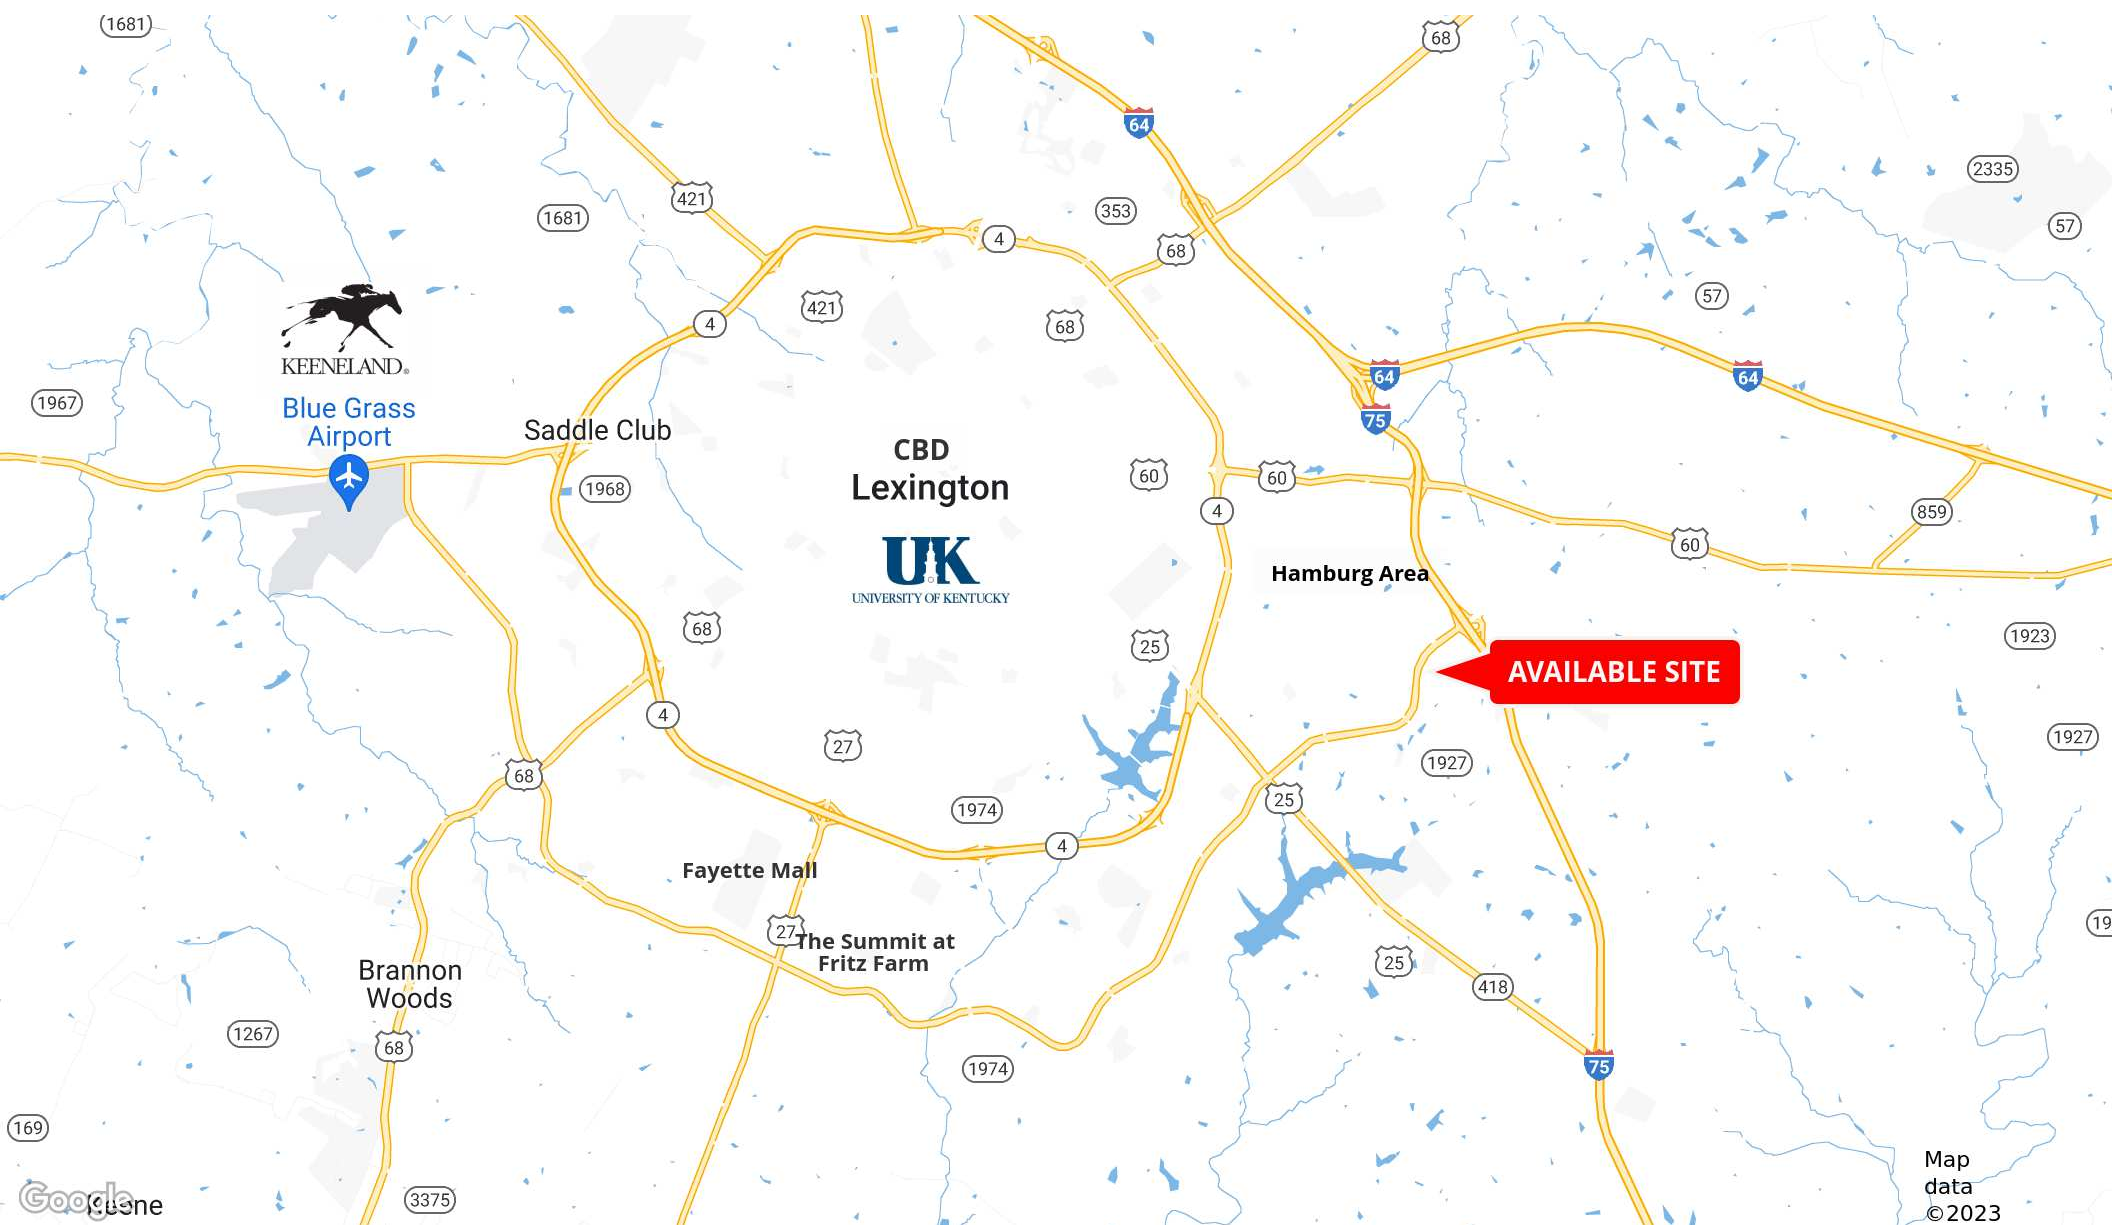 1681
68
64
421
1681
353
2335
57
4
68
57
421
4
68
KEENELAND®
64
64
1967
Blue Grass
Airport
75
Saddle Club
CBD
Lexington
60
60
1968
4
859
60
UK
UNIVERSITY OF KENTUCKY
Hamburg Area
68
25
1923
AVAILABLE SITE
4
27
1927
1927
68
25
1974
4
Fayette Mall
27
The Summit at
Fritz Farm
19
25
Brannon
Woods
418
1267
68
1974
75
169
Map
data
©2023
3375
Google
Keene